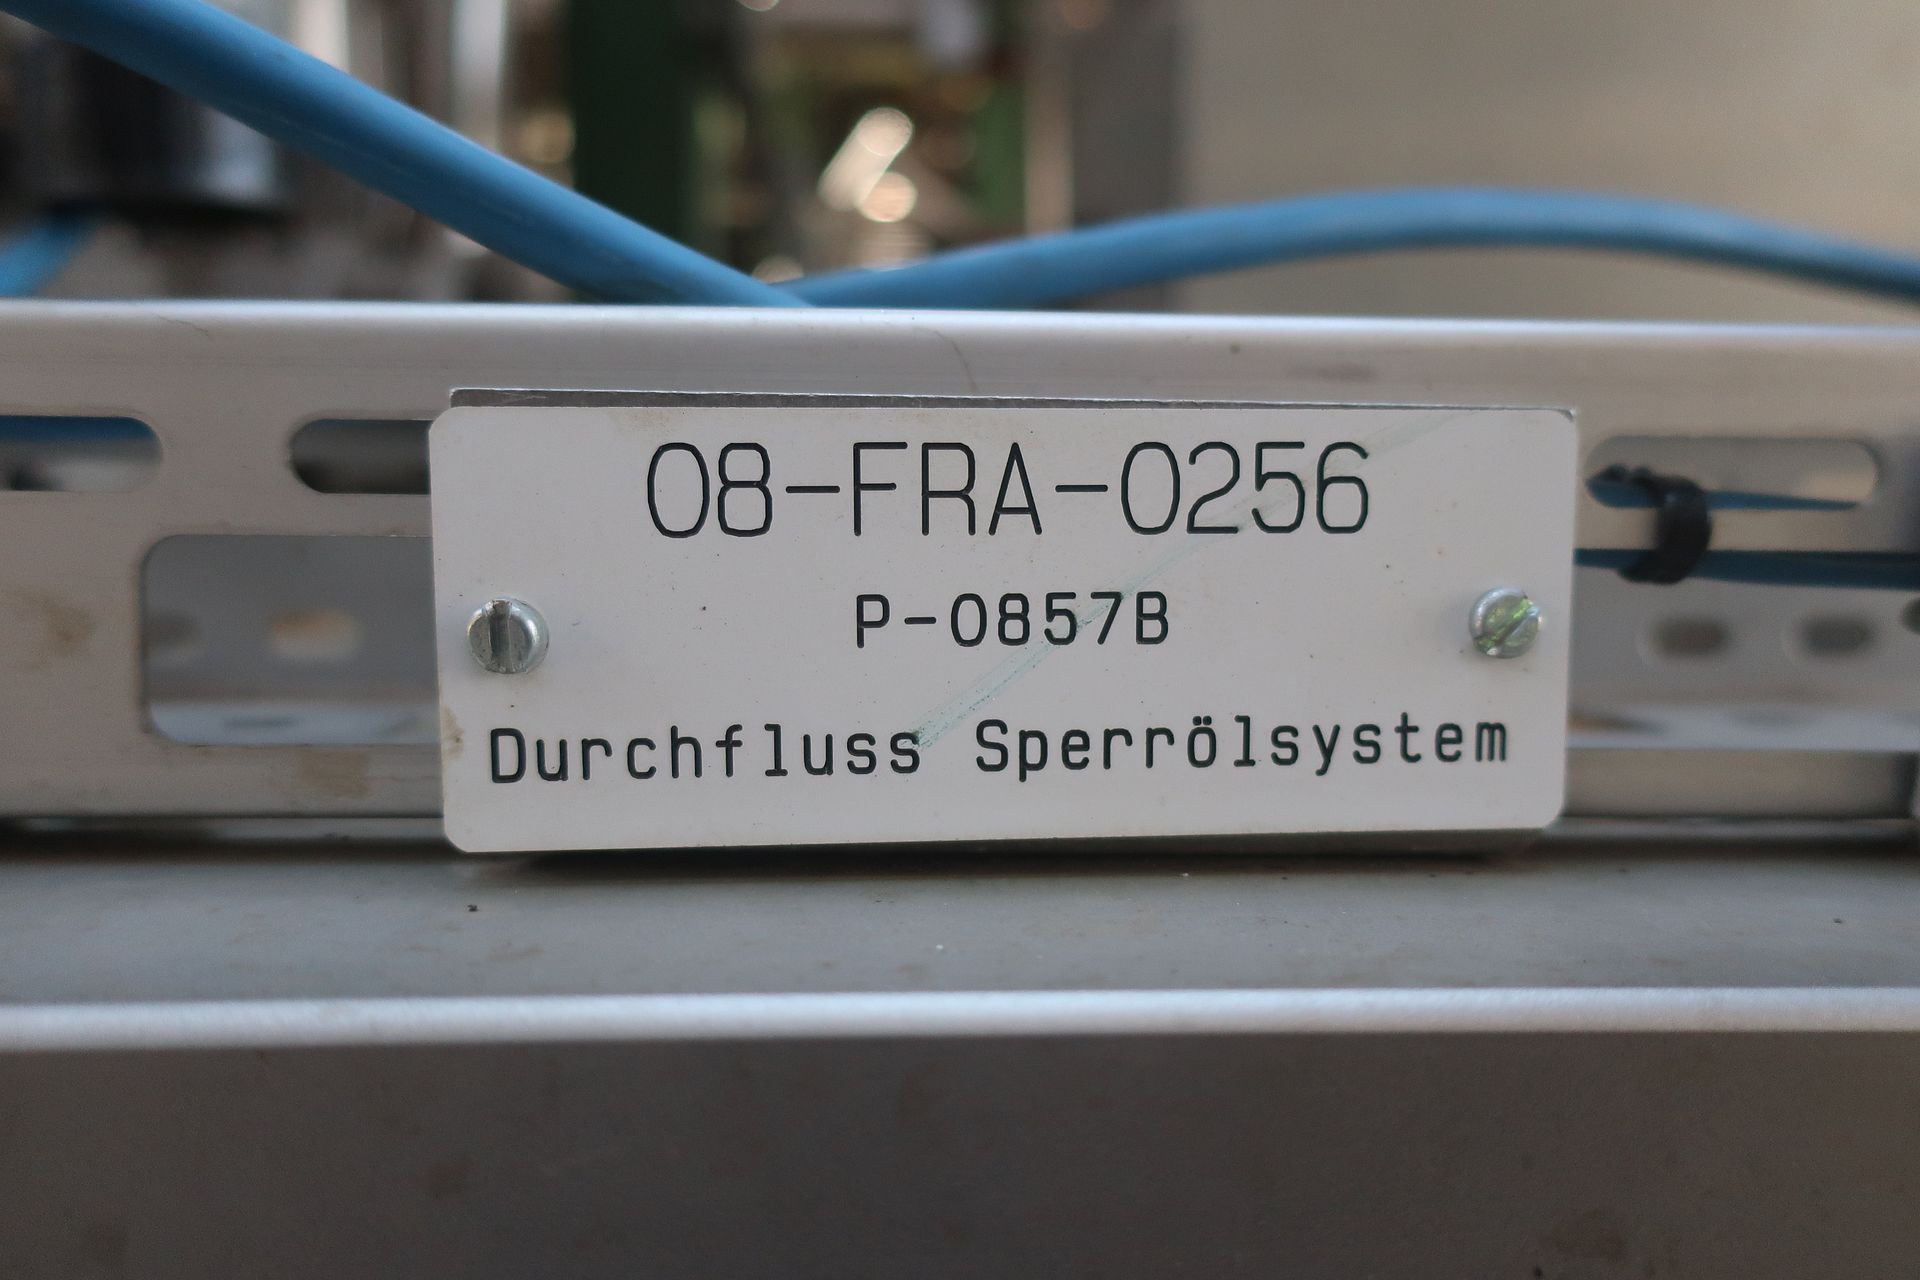 08-FRA-0256
P-0857B
Durchfluss Sperrölsystem